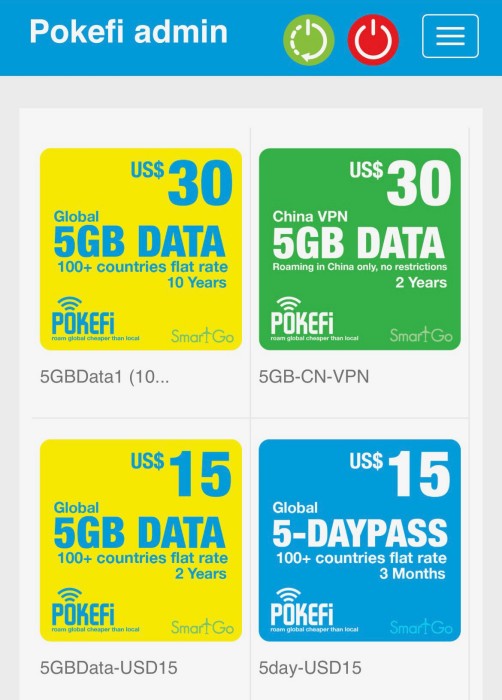 Pokefi admin
US$ 30
Global
5GB DATA
100+ countries flat rate
10 Years
POKEFi
roam global cheaper than local
SmartGo
5GBData1 (10...
US$ 30
China VPN
5GB DATA
Roaming in China only, no restrictions
2 Years
POKEFi
roam global cheaper than local
SmartGo
5GB-CN-VPN
US$ 15
Global
5GB DATA
100+ countries flat rate
2 Years
POKEFi
roam global cheaper than local
SmartGo
5GBData-USD15
US$ 15
Global
5-DAYPASS
100+ countries flat rate
3 Months
POKEFi
roam global cheaper than local
SmartGo
5day-USD15